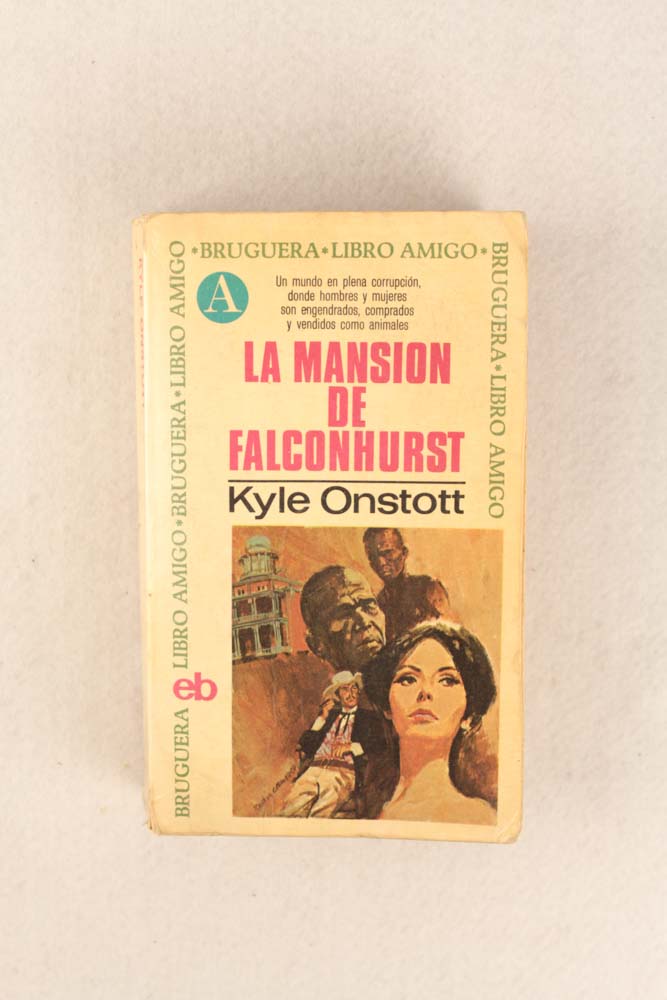 *BRUGUERA*LIBRO AMIGO*
BRUGUERA*LIBRO AMIGO
BRUGUERA*LIBRO AMIGO*BRUGUERA*LIBRO AMIGO
A
Un mundo en plena corrupción,
donde hombres y mujeres
son engendrados, comprados
y vendidos como animales
LA MANSION
DE
FALCONHURST
Kyle Onstott
eb